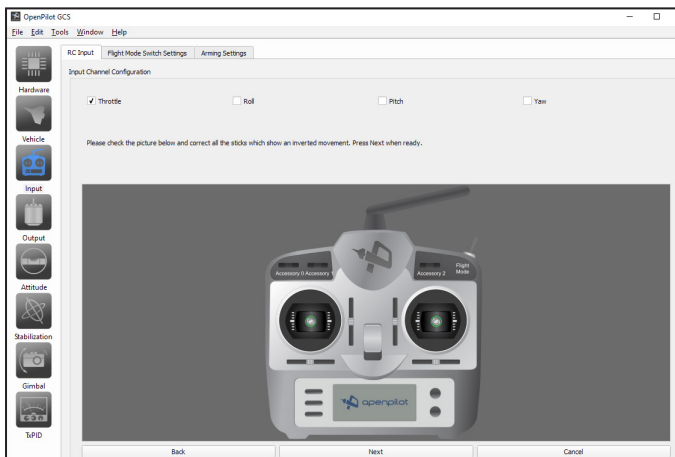 OpenPilot GCS
File Edit Tools Window Help
RC Input Flight Mode Switch Settings Arming Settings
Input Channel Configuration
Throttle Roll Pitch Yaw
Please check the picture below and correct all the sticks which show an inverted movement. Press Next when ready.
Hardware
Vehicle
Input
Output
Attitude
Stabilization
Gimbal
TxPID
Accessory 0 Accessory 1
Accessory 2
Flight
Mode
openpilot
Back Next Cancel